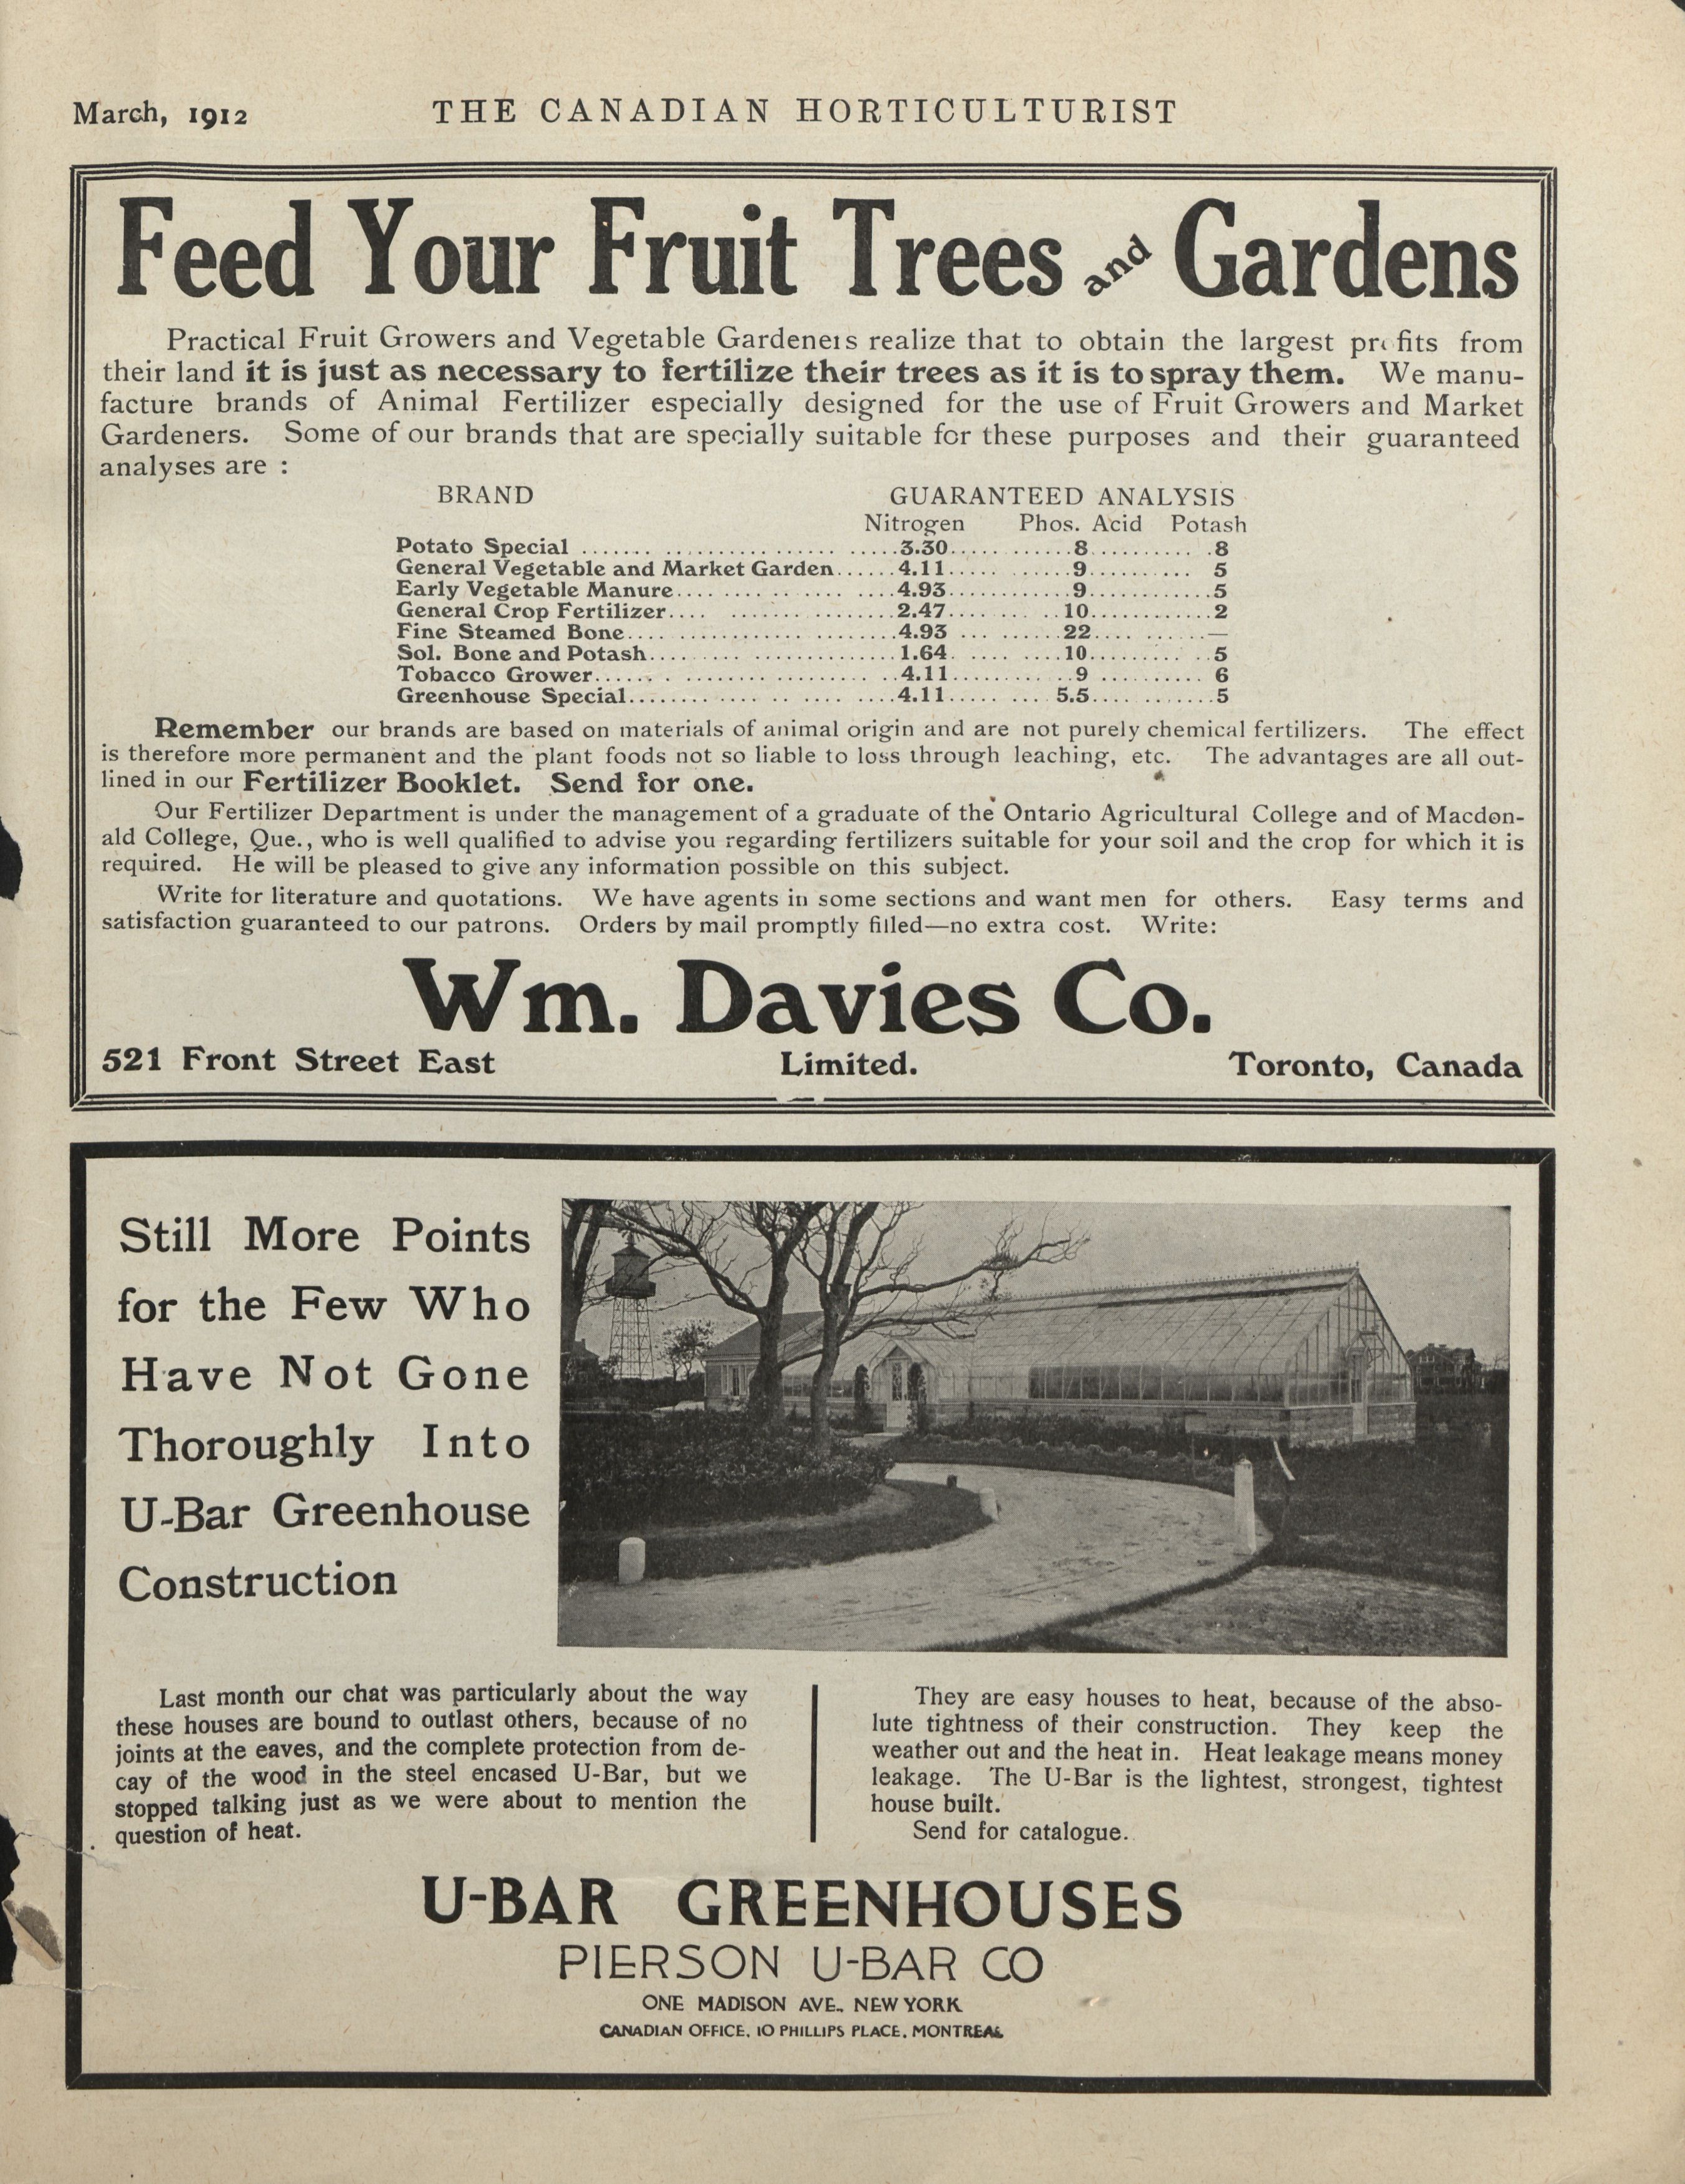 March, 1912 THE CANADIAN HORTICULTURIST
Feed Your Fruit Trees and Gardens
Practical Fruit Growers and Vegetable Gardeners realize that to obtain the largest profits from
their land it is just as necessary to fertilize their trees as it is to spray them. We manu-
facture brands of Animal Fertilizer especially designed for the use of Fruit Growers and Market
Gardeners. Some of our brands that are specially suitable for these purposes and their guaranteed
analyses are :
BRAND GUARANTEED ANALYSIS
Nitrogen Phos. Acid Potash
Potato Special ....... .................. ....... .....3.30..... .......8.......... .8
General Vegetable and Market Garden......4.11..... ......9.......... 5
Early Vegetable Manure.... .... .. .... .... ....4.93............9............5
General Crop Fertilizer.... ....... ..........2.47.... ... ..10............2
Fine Steamed Bone.... ............... .........4.93 ... ......22.... ......—
Sol. Bone and Potash......... ..............1.64. .... ....10......... ..5
Tobacco Grower...... . .................. ..4.11......... ..9 .......... 6
Greenhouse Special.......... .. .... ....4.11..... .... 5.5.... .......5
Remember our brands are based on materials of animal origin and are not purely chemical fertilizers. The effect
is therefore more permanent and the plant foods not so liable to loss through leaching, etc. The advantages are all out-
lined in our Fertilizer Booklet. Send for one.
Our Fertilizer Department is under the management of a graduate of the Ontario Agricultural College and of Macdon-
ald College, Que., who is well qualified to advise you regarding fertilizers suitable for your soil and the crop for which it is
required. He will be pleased to give any information possible on this subject.
Write for literature and quotations. We have agents in some sections and want men for others. Easy terms and
satisfaction guaranteed to our patrons. Orders by mail promptly filled—no extra cost. Write:
Wm. Davies Co.
521 Front Street East Limited. Toronto, Canada
Still More Points
for the Few Who
Have Not Gone
Thoroughly Into
U-Bar Greenhouse
Construction
Last month our chat was particularly about the way
these houses are bound to outlast others, because of no
joints at the eaves, and the complete protection from de-
cay of the wood in the steel encased U-Bar, but we
stopped talking just as we were about to mention the
question of heat.
They are easy houses to heat, because of the abso-
lute tightness of their construction. They keep the
weather out and the heat in. Heat leakage means money
leakage. The U-Bar is the lightest, strongest, tightest
house built.
Send for catalogue.
U-BAR GREENHOUSES
PIERSON U-BAR CO
ONE MADISON AVE., NEW YORK
CANADIAN OFFICE, 10 PHILLIPS PLACE, MONTREAL